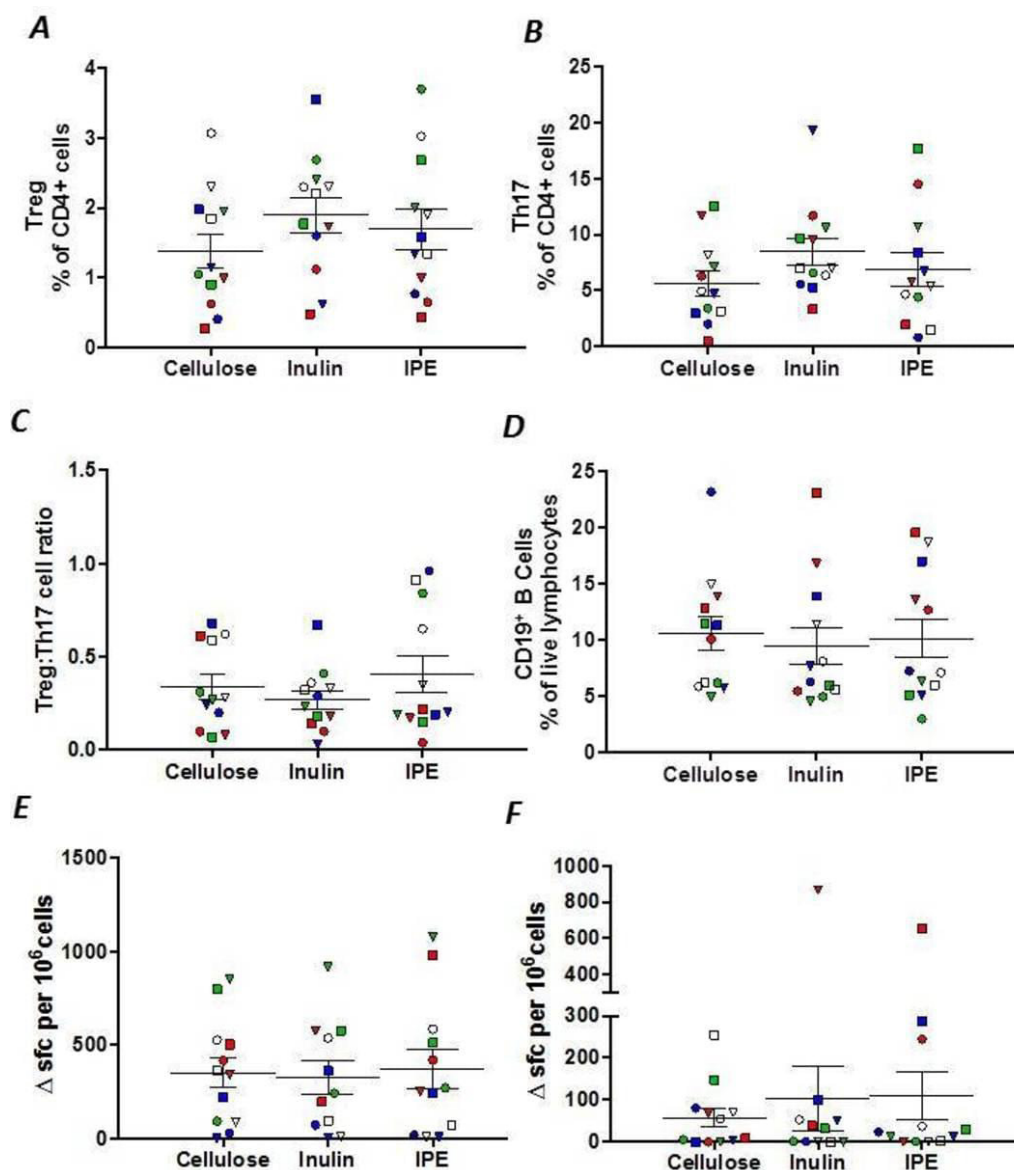 A
Treg
% of CD4+ cells
4
3
2
1
0
Cellulose Inulin IPE
B
Th17
% of CD4+ cells
25
20
15
10
5
0
Cellulose Inulin IPE
C
Treg:Th17 cell ratio
1.5
1.0
0.5
0.0
Cellulose Inulin IPE
D
CD19+ B Cells
% of live lymphocytes
25
20
15
10
5
0
Cellulose Inulin IPE
E
Δ sfc per 10⁶cells
1500
1000
500
0
Cellulose Inulin IPE
F
Δ sfc per 10⁶cells
1000
800
600
400
300
200
100
0
Cellulose Inulin IPE